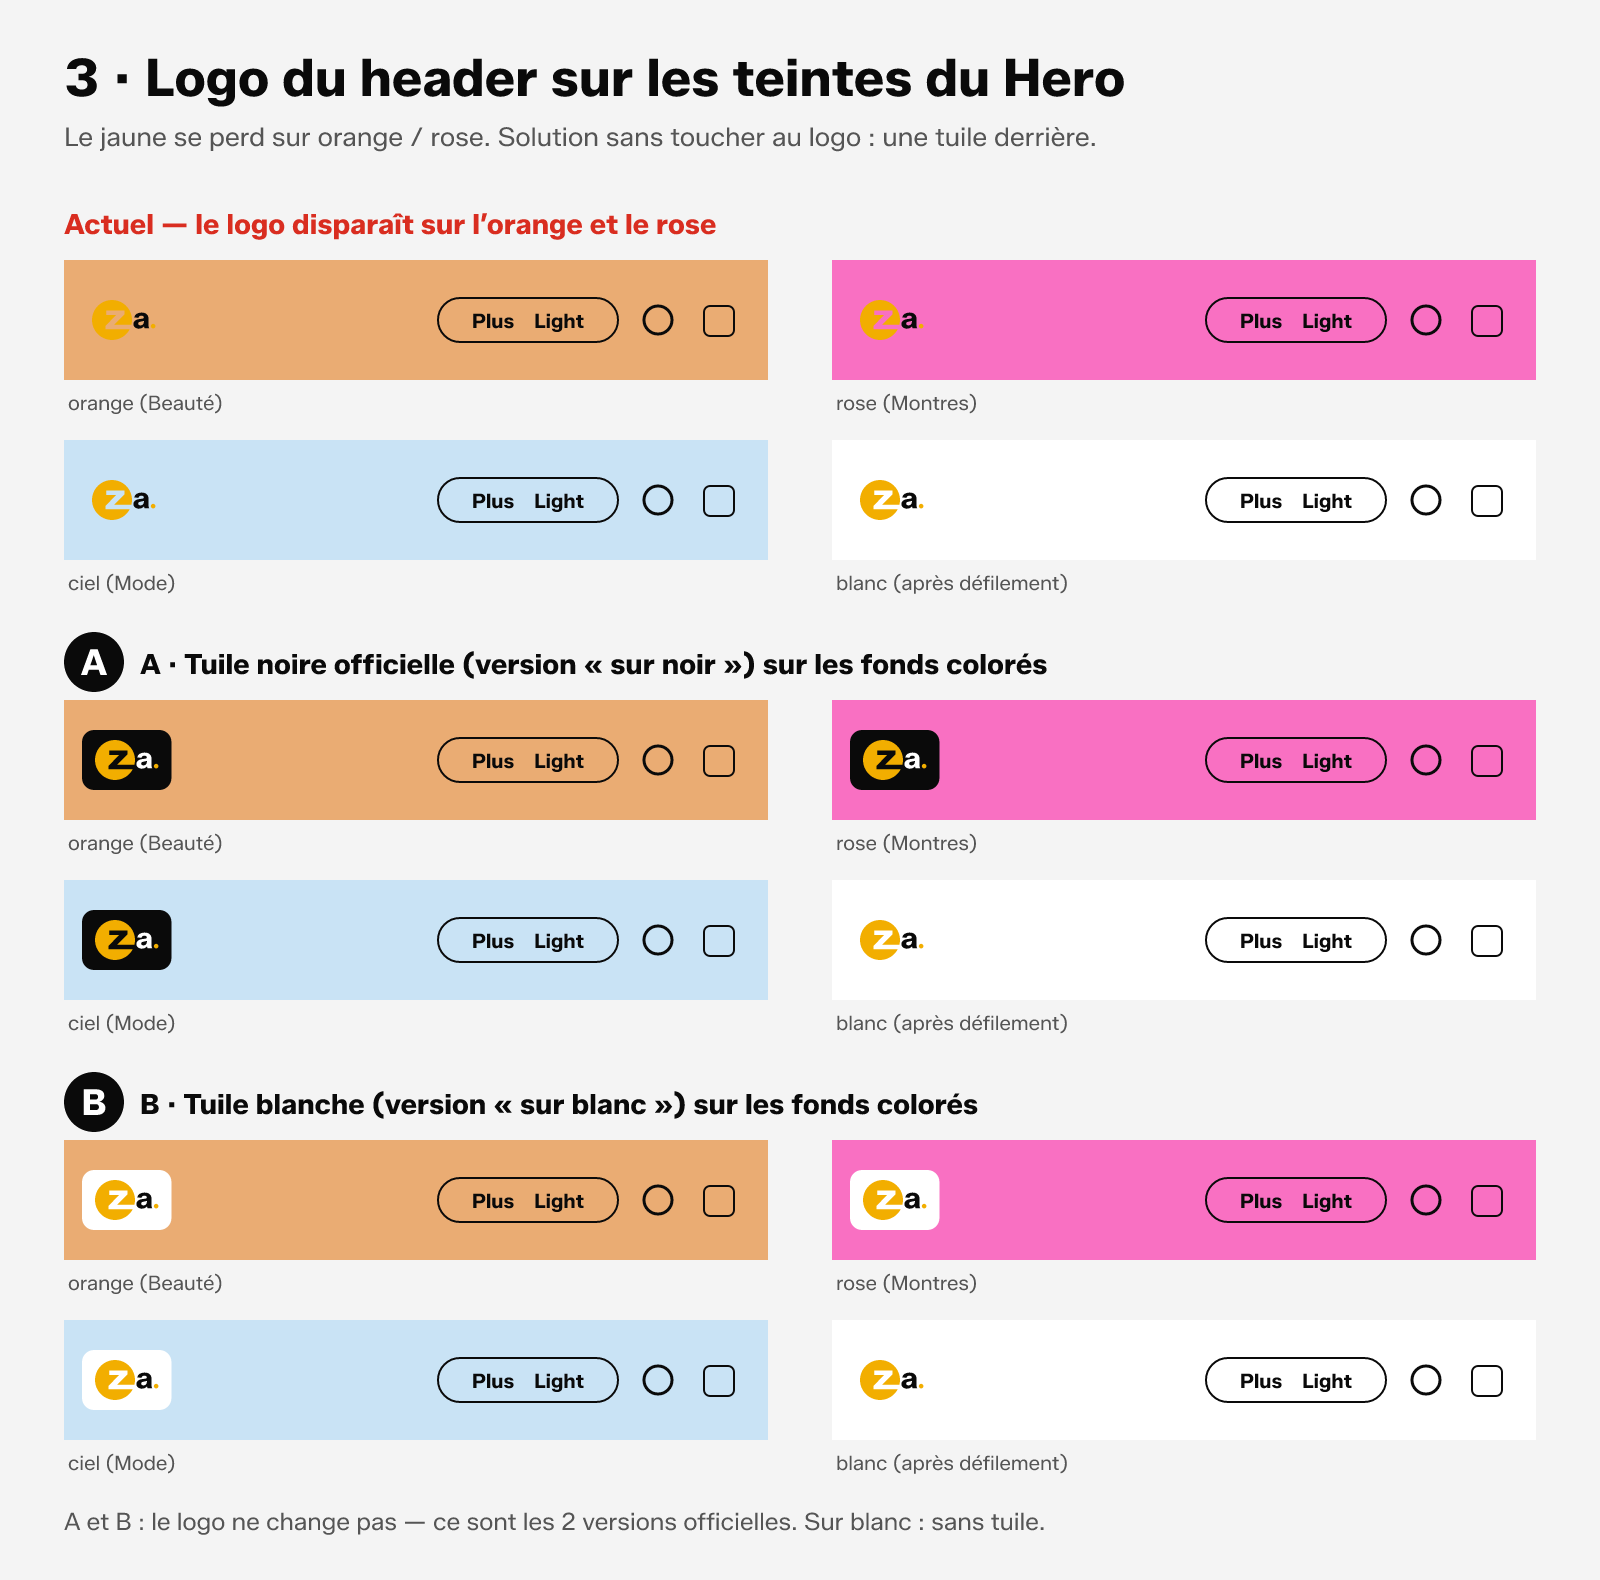 3 · Logo du header sur les teintes du Hero
Le jaune se perd sur orange / rose. Solution sans toucher au logo : une tuile derrière.
Actuel — le logo disparaît sur l’orange et le rose
za. Plus Light
za. Plus Light
orange (Beauté)
rose (Montres)
za. Plus Light
za. Plus Light
ciel (Mode)
blanc (après défilement)
A A · Tuile noire officielle (version « sur noir ») sur les fonds colorés
za. Plus Light
za. Plus Light
orange (Beauté)
rose (Montres)
za. Plus Light
za. Plus Light
ciel (Mode)
blanc (après défilement)
B B · Tuile blanche (version « sur blanc ») sur les fonds colorés
za. Plus Light
za. Plus Light
orange (Beauté)
rose (Montres)
za. Plus Light
za. Plus Light
ciel (Mode)
blanc (après défilement)
A et B : le logo ne change pas — ce sont les 2 versions officielles. Sur blanc : sans tuile.